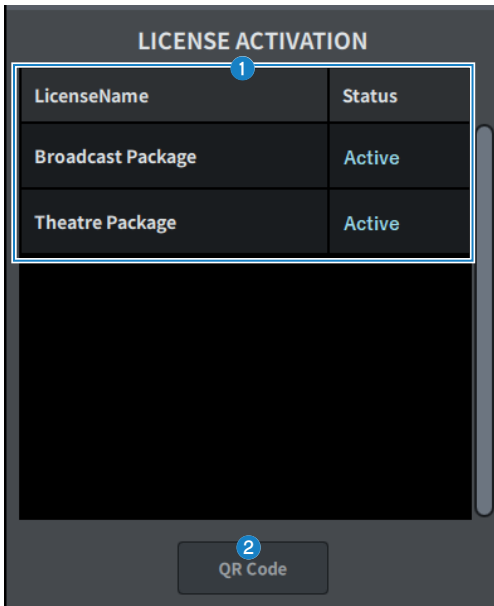 LICENSE ACTIVATION
1
LicenseName Status
Broadcast Package Active
Theatre Package Active
2
QR Code